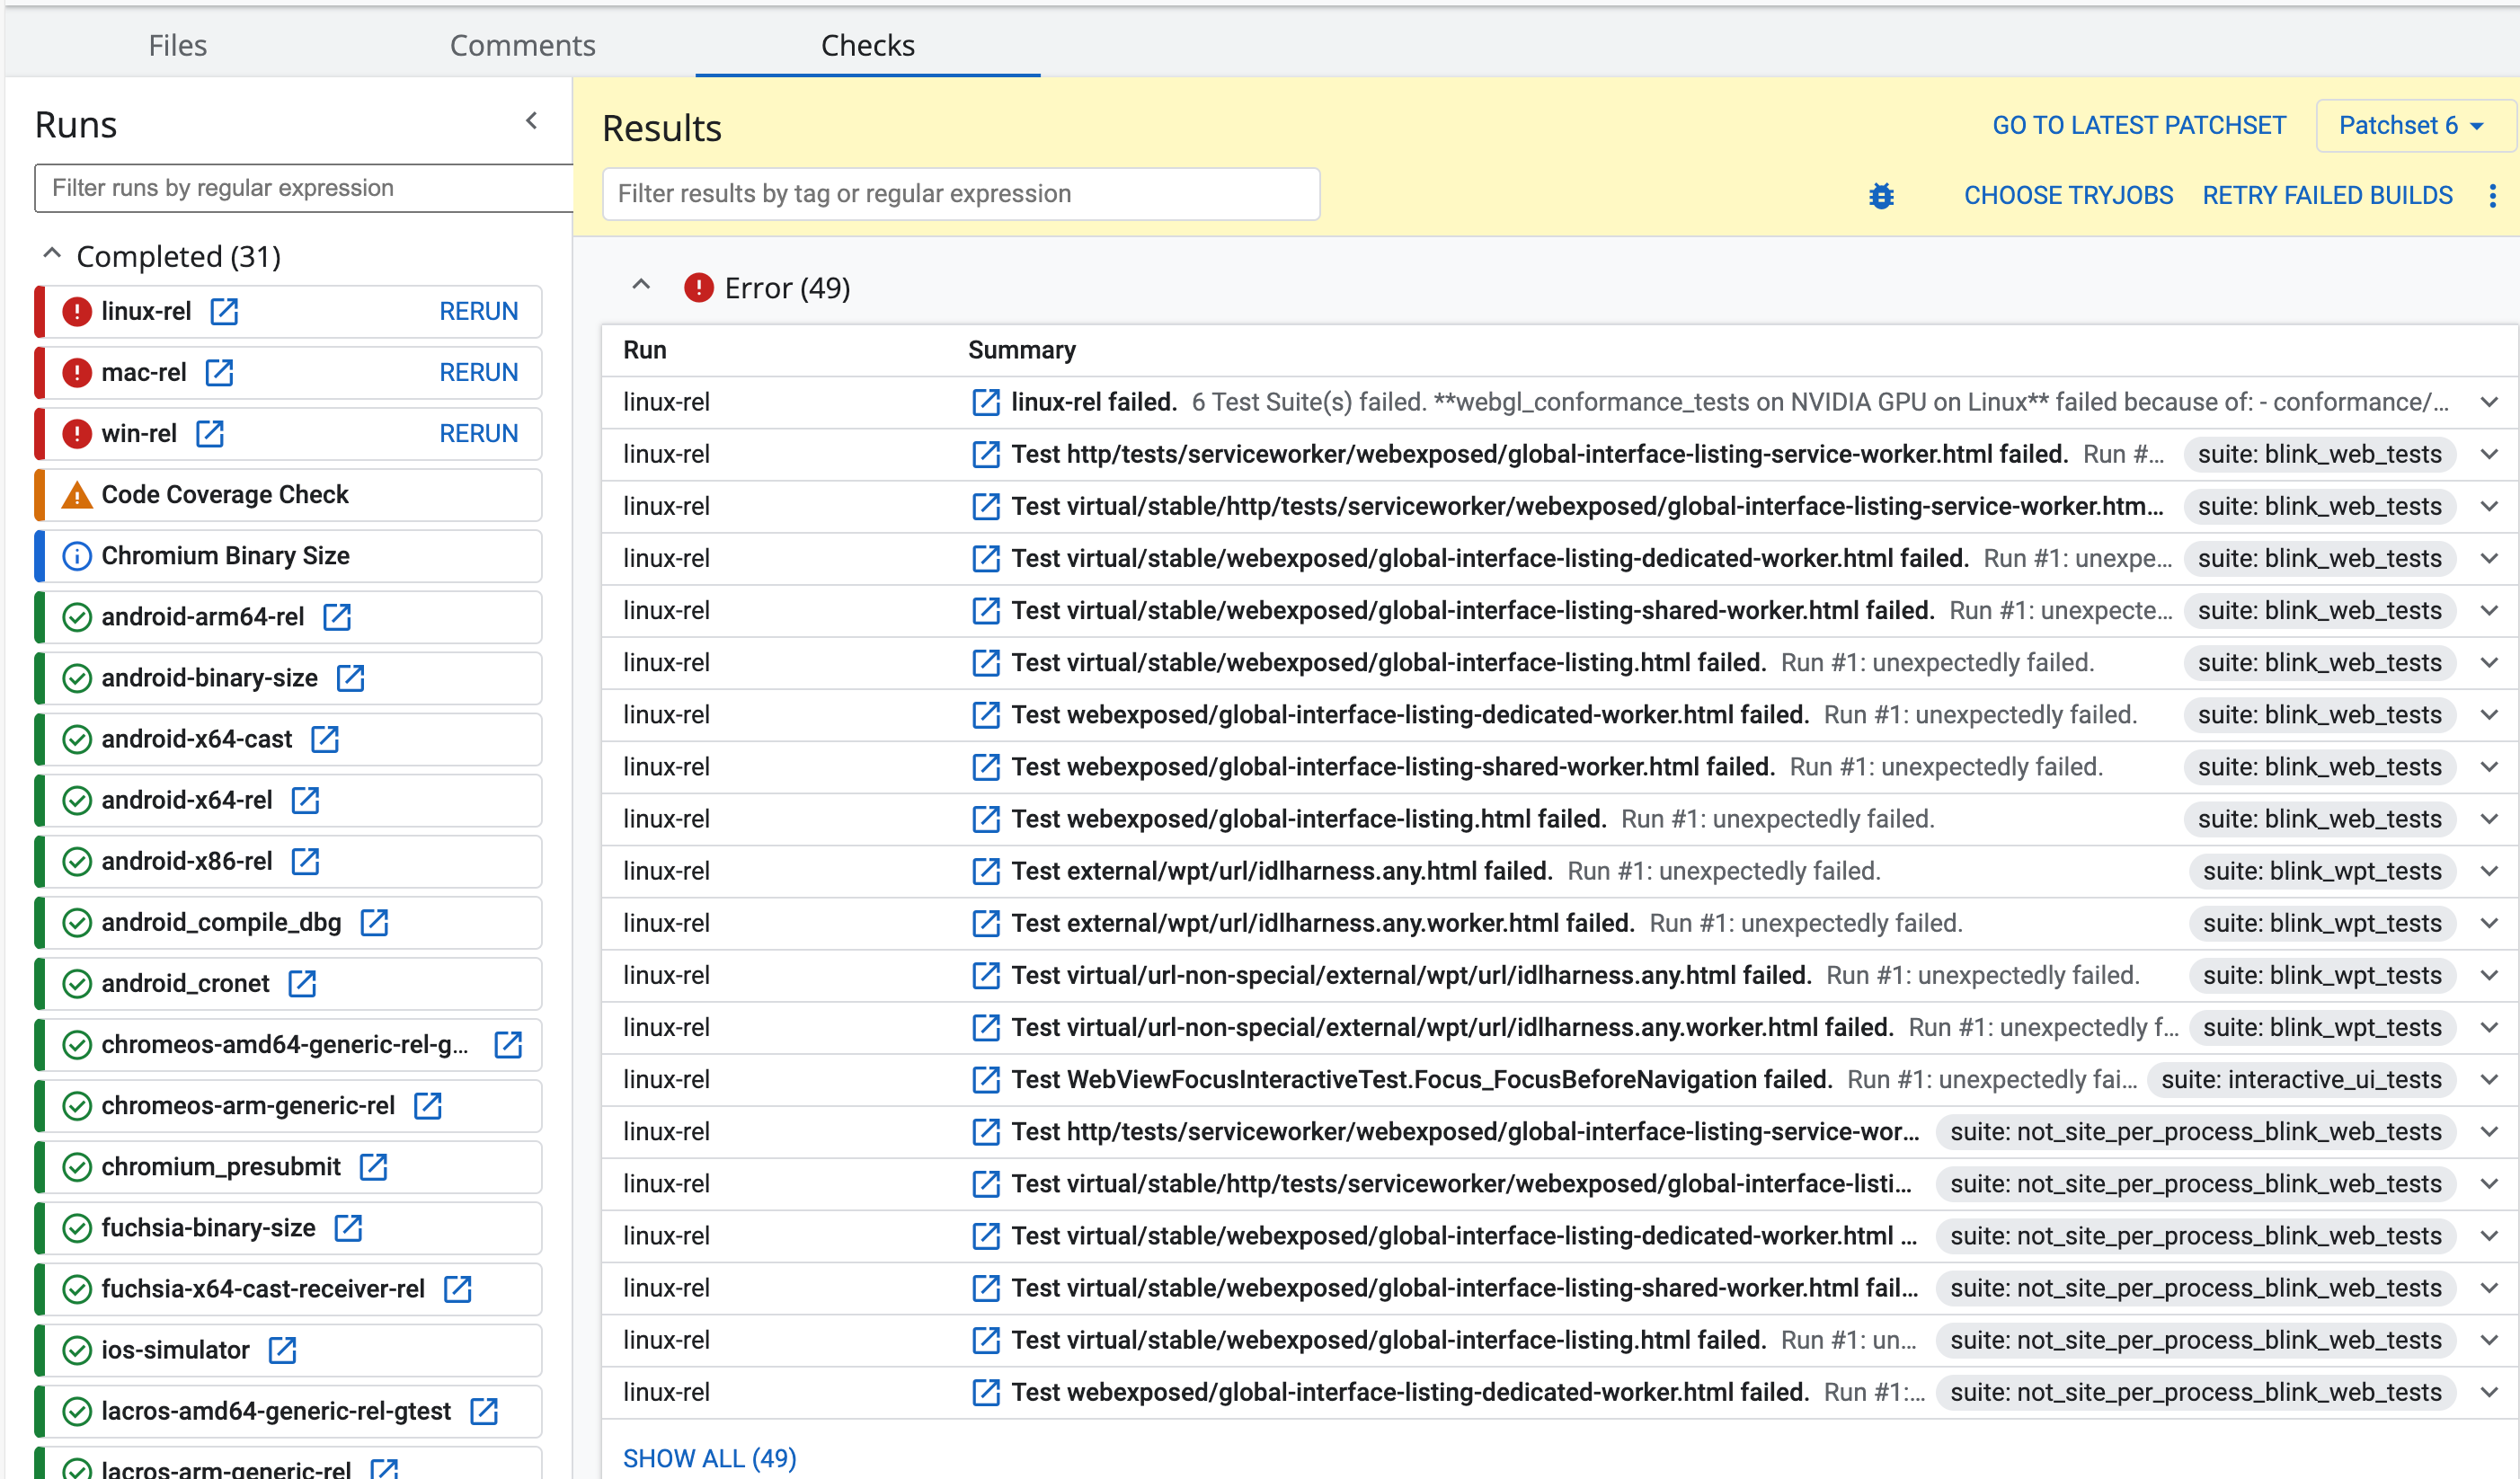 Files
Comments
Checks
Runs
Filter runs by regular expression
Completed (31)
linux-rel RERUN
mac-rel RERUN
win-rel RERUN
Code Coverage Check
Chromium Binary Size
android-arm64-rel
android-binary-size
android-x64-cast
android-x64-rel
android-x86-rel
android_compile_dbg
android_cronet
chromeos-amd64-generic-rel-g...
chromeos-arm-generic-rel
chromium_presubmit
fuchsia-binary-size
fuchsia-x64-cast-receiver-rel
ios-simulator
lacros-amd64-generic-rel-gtest
lacros-arm-generic-rel
Results
GO TO LATEST PATCHSET Patchset 6
Filter results by tag or regular expression
CHOOSE TRYJOBS RETRY FAILED BUILDS
Error (49)
Run Summary
linux-rel linux-rel failed. 6 Test Suite(s) failed. **webgl_conformance_tests on NVIDIA GPU on Linux** failed because of: - conformance/...
linux-rel Test http/tests/serviceworker/webexposed/global-interface-listing-service-worker.html failed. Run #... suite: blink_web_tests
linux-rel Test virtual/stable/http/tests/serviceworker/webexposed/global-interface-listing-service-worker.htm... suite: blink_web_tests
linux-rel Test virtual/stable/webexposed/global-interface-listing-dedicated-worker.html failed. Run #1: unexpe... suite: blink_web_tests
linux-rel Test virtual/stable/webexposed/global-interface-listing-shared-worker.html failed. Run #1: unexpecte... suite: blink_web_tests
linux-rel Test virtual/stable/webexposed/global-interface-listing.html failed. Run #1: unexpectedly failed. suite: blink_web_tests
linux-rel Test webexposed/global-interface-listing-dedicated-worker.html failed. Run #1: unexpectedly failed. suite: blink_web_tests
linux-rel Test webexposed/global-interface-listing-shared-worker.html failed. Run #1: unexpectedly failed. suite: blink_web_tests
linux-rel Test webexposed/global-interface-listing.html failed. Run #1: unexpectedly failed. suite: blink_web_tests
linux-rel Test external/wpt/url/idlharness.any.html failed. Run #1: unexpectedly failed. suite: blink_wpt_tests
linux-rel Test external/wpt/url/idlharness.any.worker.html failed. Run #1: unexpectedly failed. suite: blink_wpt_tests
linux-rel Test virtual/url-non-special/external/wpt/url/idlharness.any.html failed. Run #1: unexpectedly failed. suite: blink_wpt_tests
linux-rel Test virtual/url-non-special/external/wpt/url/idlharness.any.worker.html failed. Run #1: unexpectedly f... suite: blink_wpt_tests
linux-rel Test WebViewFocusInteractiveTest.Focus_FocusBeforeNavigation failed. Run #1: unexpectedly fai... suite: interactive_ui_tests
linux-rel Test http/tests/serviceworker/webexposed/global-interface-listing-service-wor... suite: not_site_per_process_blink_web_tests
linux-rel Test virtual/stable/http/tests/serviceworker/webexposed/global-interface-listi... suite: not_site_per_process_blink_web_tests
linux-rel Test virtual/stable/webexposed/global-interface-listing-dedicated-worker.html ... suite: not_site_per_process_blink_web_tests
linux-rel Test virtual/stable/webexposed/global-interface-listing-shared-worker.html fail... suite: not_site_per_process_blink_web_tests
linux-rel Test virtual/stable/webexposed/global-interface-listing.html failed. Run #1: un... suite: not_site_per_process_blink_web_tests
linux-rel Test webexposed/global-interface-listing-dedicated-worker.html failed. Run #1:... suite: not_site_per_process_blink_web_tests
SHOW ALL (49)